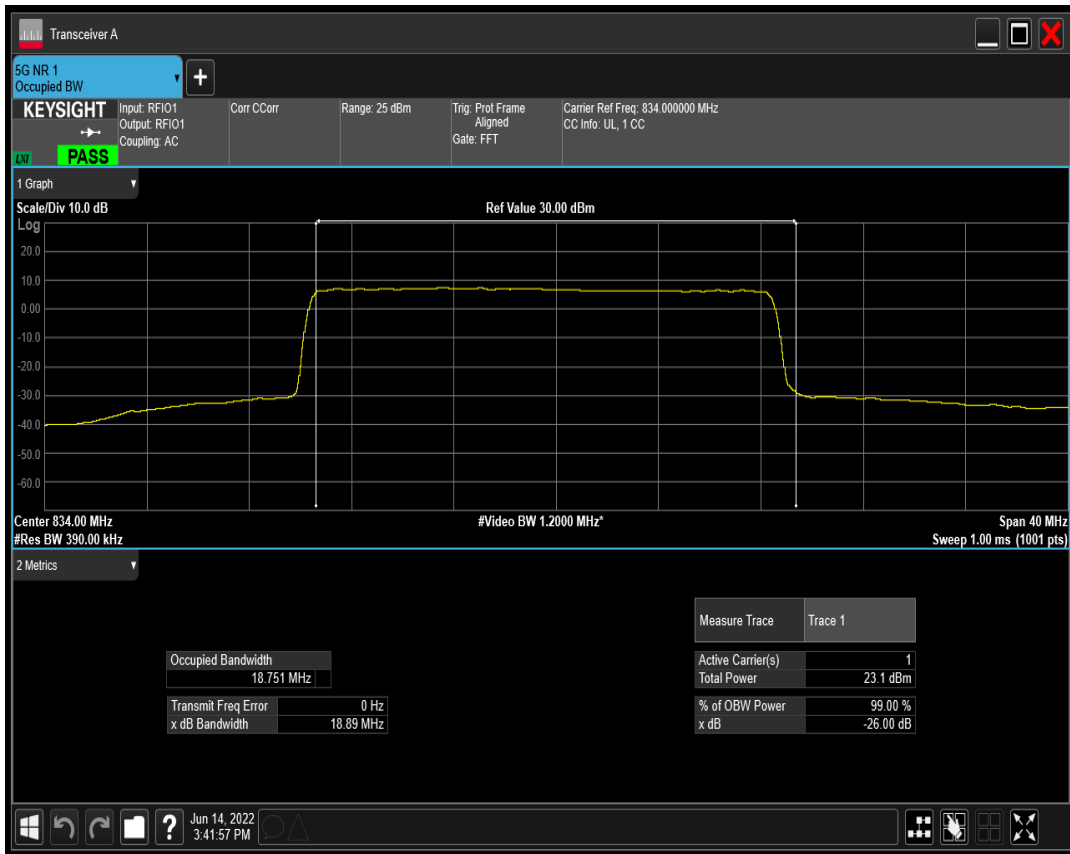 Transceiver A
5G NR 1
Occupied BW
+
KEYSIGHT
LXI
PASS
Input: RFIO1
Output: RFIO1
Coupling: AC
Corr CCorr
Range: 25 dBm
Trig: Prot Frame
Aligned
Gate: FFT
Carrier Ref Freq: 834.000000 MHz
CC Info: UL, 1 CC
1 Graph
Scale/Div 10.0 dB
Ref Value 30.00 dBm
Log
20.0
10.0
0.00
-10.0
-20.0
-30.0
-40.0
-50.0
-60.0
Center 834.00 MHz
#Video BW 1.2000 MHz*
Span 40 MHz
#Res BW 390.00 kHz
Sweep 1.00 ms (1001 pts)
2 Metrics
Measure Trace Trace 1
Occupied Bandwidth
18.751 MHz
Active Carrier(s) 1
Total Power 23.1 dBm
Transmit Freq Error 0 Hz
x dB Bandwidth 18.89 MHz
% of OBW Power 99.00 %
x dB -26.00 dB
?
Jun 14, 2022
3:41:57 PM